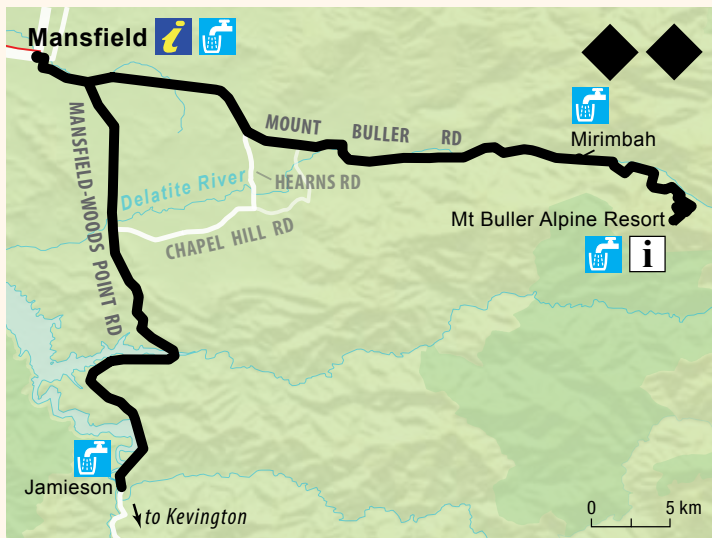 Mansfield i
MOUNT BULLER RD
Mirimbah
MANSFIELD-WOODS POINT RD
Delatite River
HEARNS RD
CHAPEL HILL RD
Mt Buller Alpine Resort
i
Jamieson
to Kevington
0 5 km